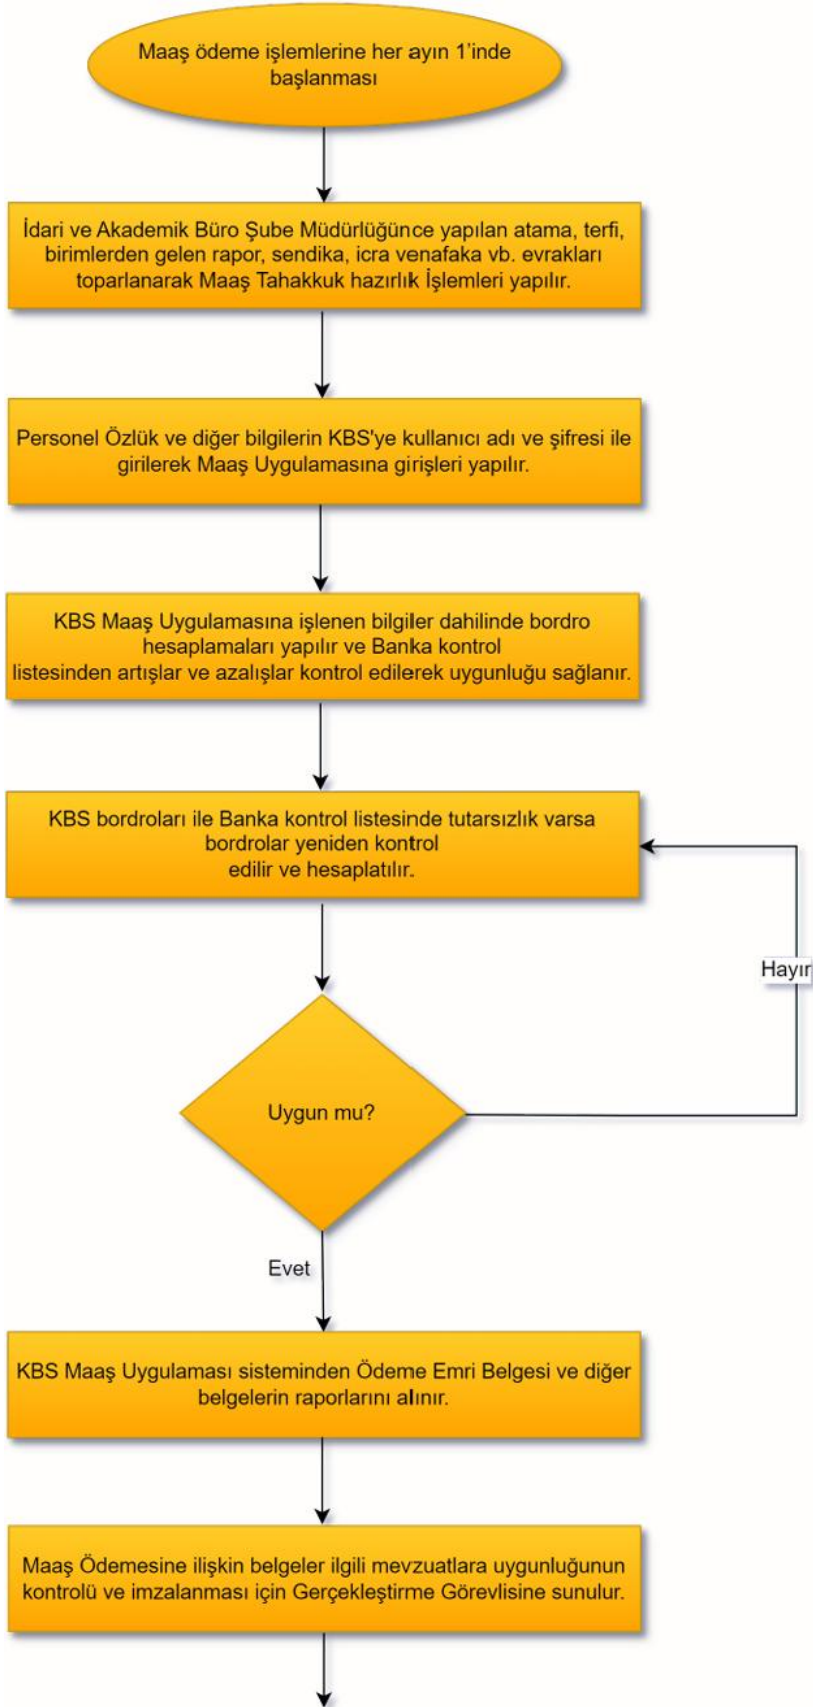 Maaş ödeme işlemlerine her ayın 1'inde
başlanması
İdari ve Akademik Büro Şube Müdürlüğünce yapılan atama, terfi,
birimlerden gelen rapor, sendika, icra venafaka vb. evrakları
toparlanarak Maaş Tahakkuk hazırlık İşlemleri yapılır.
Personel Özlük ve diğer bilgilerin KBS'ye kullanıcı adı ve şifresi ile
girilerek Maaş Uygulamasına girişleri yapılır.
KBS Maaş Uygulamasına işlenen bilgiler dahilinde bordro
hesaplamaları yapılır ve Banka kontrol
listesinden artışlar ve azalışlar kontrol edilerek uygunluğu sağlanır.
KBS bordroları ile Banka kontrol listesinde tutarsızlık varsa
bordrolar yeniden kontrol
edilir ve hesaplatılır.
Hayır
Uygun mu?
Evet
KBS Maaş Uygulaması sisteminden Ödeme Emri Belgesi ve diğer
belgelerin raporlarını alınır.
Maaş Ödemesine ilişkin belgeler ilgili mevzuatlara uygunluğunun
kontrolü ve imzalanması için Gerçekleştirme Görevlisine sunulur.